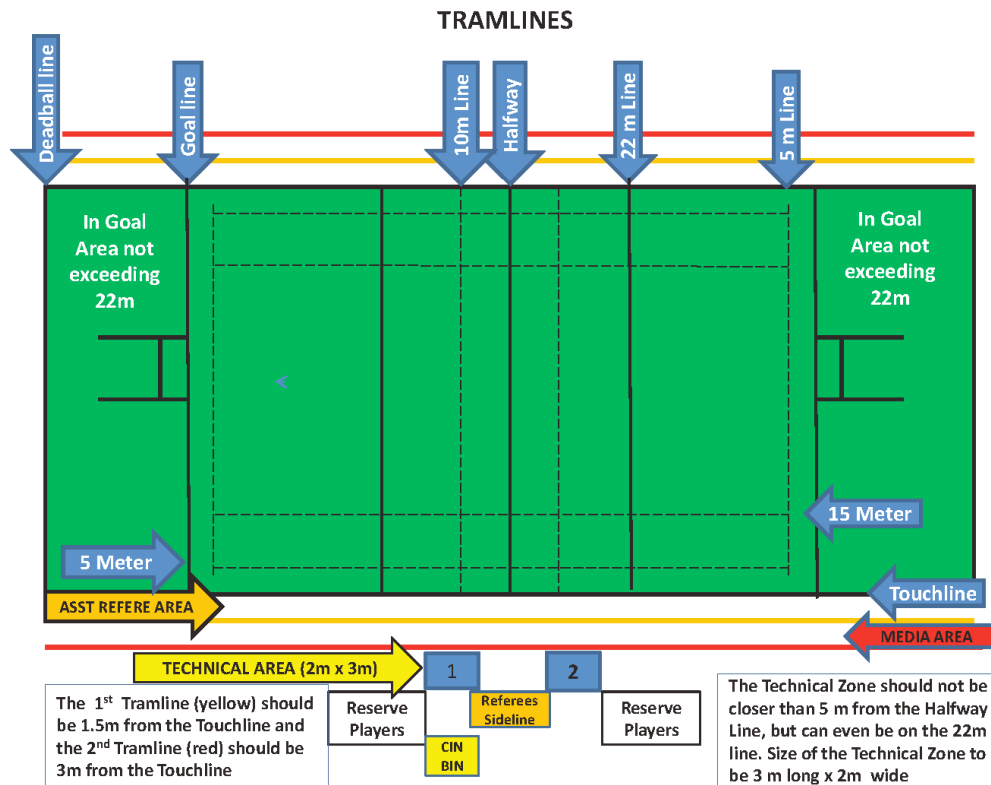 TRAMLINES
Deadball line
Goal line
10m Line
Halfway
22 m Line
5 m Line
In Goal
Area not
exceeding
22m
In Goal
Area not
exceeding
22m
15 Meter
5 Meter
Touchline
ASST REFERE AREA
MEDIA AREA
TECHNICAL AREA (2m x 3m)
1
2
Reserve
Players
Referees
Sideline
Reserve
Players
CIN
BIN
The 1st Tramline (yellow) should
be 1.5m from the Touchline and
the 2nd Tramline (red) should be
3m from the Touchline
The Technical Zone should not be
closer than 5 m from the Halfway
Line, but can even be on the 22m
line. Size of the Technical Zone to
be 3 m long x 2m wide